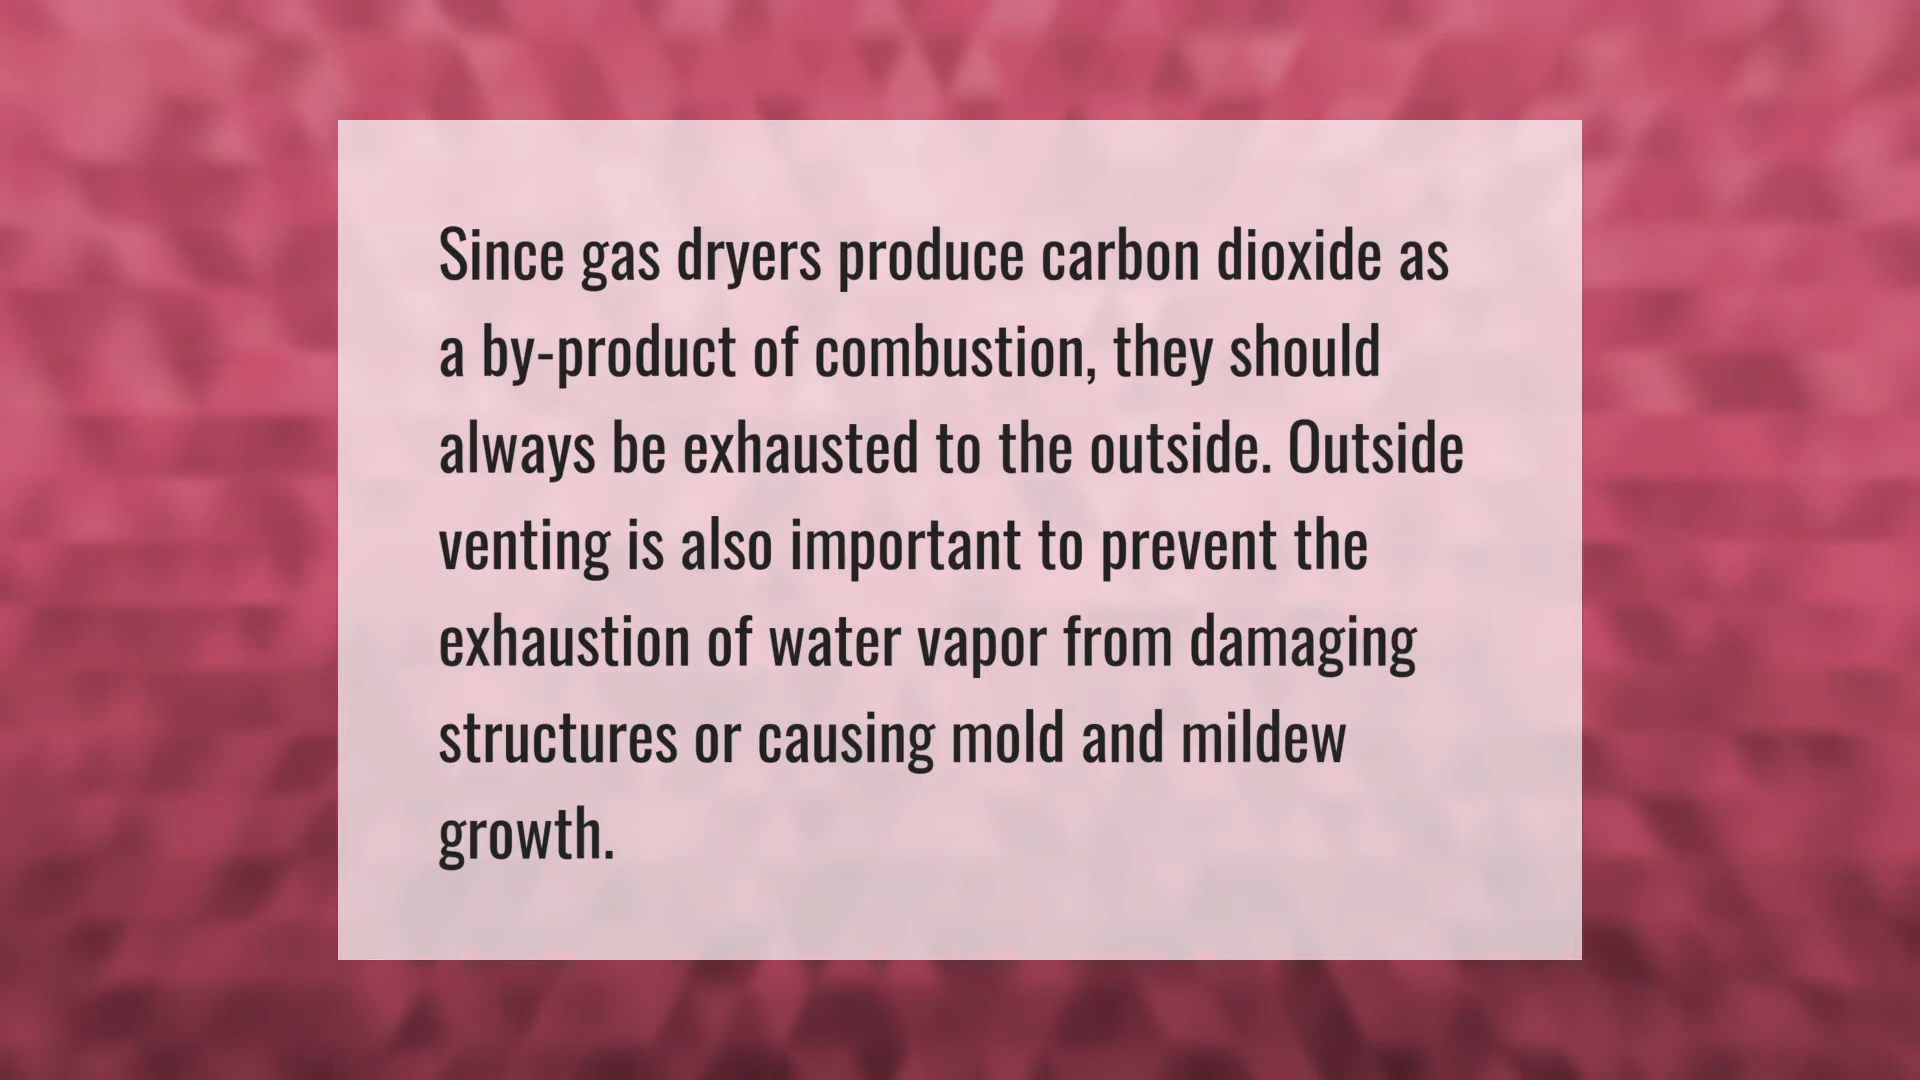 Since gas dryers produce carbon dioxide as
a by-product of combustion, they should
always be exhausted to the outside. Outside
venting is also important to prevent the
exhaustion of water vapor from damaging
structures or causing mold and mildew
growth.